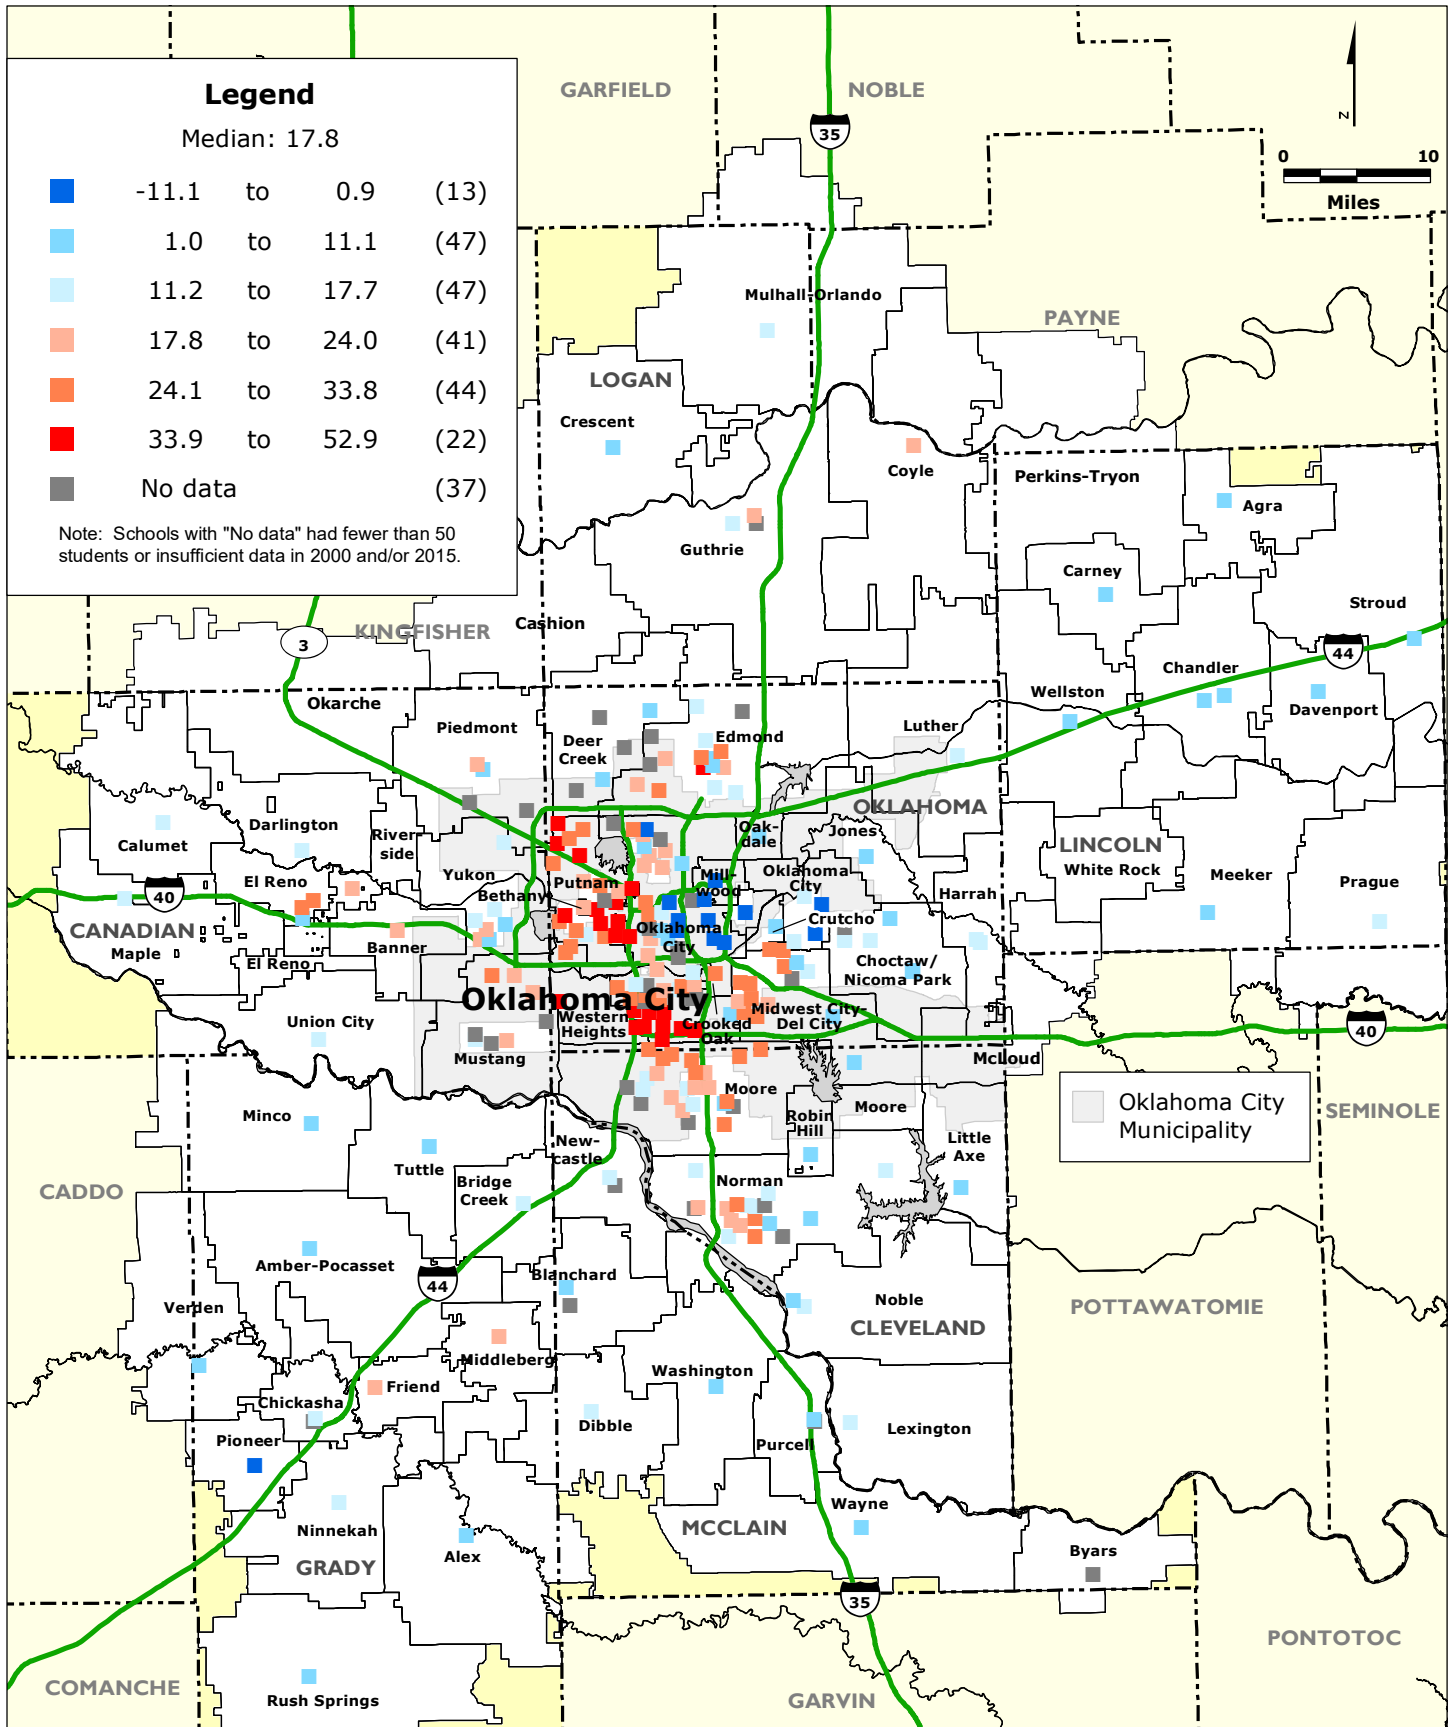 Legend
Median: 17.8
-11.1 to 0.9 (13)
1.0 to 11.1 (47)
11.2 to 17.7 (47)
17.8 to 24.0 (41)
24.1 to 33.8 (44)
33.9 to 52.9 (22)
No data (37)
Note: Schools with "No data" had fewer than 50
students or insufficient data in 2000 and/or 2015.
GARFIELD
NOBLE
35
N
0 10
Miles
Mulhall-Orlando
PAYNE
LOGAN
Crescent
Coyle
Perkins-Tryon
Agra
Guthrie
Carney
Stroud
Cashion
KINGFISHER
3
44
Chandler
Wellston
Davenport
Okarche
Piedmont
Deer
Creek
Edmond
Luther
OKLAHOMA
Calumet
Darlington
River-
side
Oak-
dale
Jones
LINCOLN
White Rock
Meeker
Prague
El Reno
40
Yukon
Bethany
Putnam
Mill-
wood
Oklahoma
City
Harrah
Crutcho
CANADIAN
Maple
Banner
El Reno
Oklahoma
City
Choctaw/
Nicoma Park
Oklahoma City
Western
Heights
Crooked
Oak
Midwest City-
Del City
Union City
Mustang
McLoud
40
Oklahoma City
Municipality
SEMINOLE
Minco
Moore
Robin
Hill
Moore
Little
Axe
New-
castle
Tuttle
Bridge
Creek
Norman
CADDO
Amber-Pocasset
44
Blanchard
Verden
Noble
CLEVELAND
POTTAWATOMIE
Middleberg
Washington
Friend
Chickasha
Dibble
Pioneer
Purcell
Lexington
Wayne
MCCLAIN
Ninnekah
GRADY
Alex
Byars
35
PONTOTOC
COMANCHE
Rush Springs
GARVIN